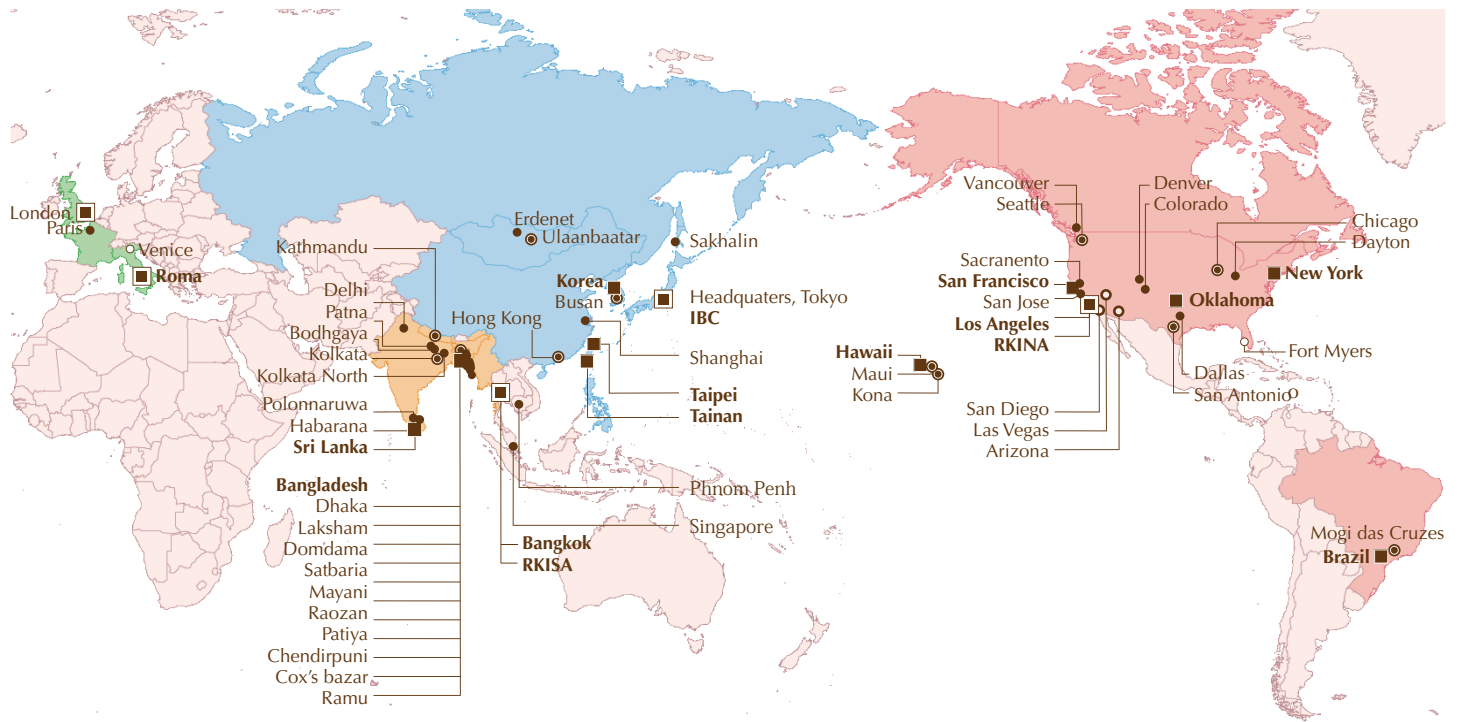 London
Paris
Venice
Roma
Kathmandu
Delhi
Patna
Bodhgaya
Kolkata
Kolkata North
Polonnaruwa
Habarana
Sri Lanka
Bangladesh
Dhaka
Laksham
Domdama
Satbaria
Mayani
Raozan
Patiya
Chendirpuni
Cox's bazar
Ramu
Erdenet
Ulaanbaatar
Sakhalin
Korea
Busan
Headquaters, Tokyo
IBC
Hong Kong
Shanghai
Taipei
Tainan
Phnom Penh
Singapore
Bangkok
RKISA
Hawaii
Maui
Kona
Vancouver
Seattle
Denver
Colorado
Chicago
Dayton
Sacranento
San Francisco
San Jose
Los Angeles
RKINA
New York
Oklahoma
Fort Myers
Dallas
San Antonio
San Diego
Las Vegas
Arizona
Mogi das Cruzes
Brazil